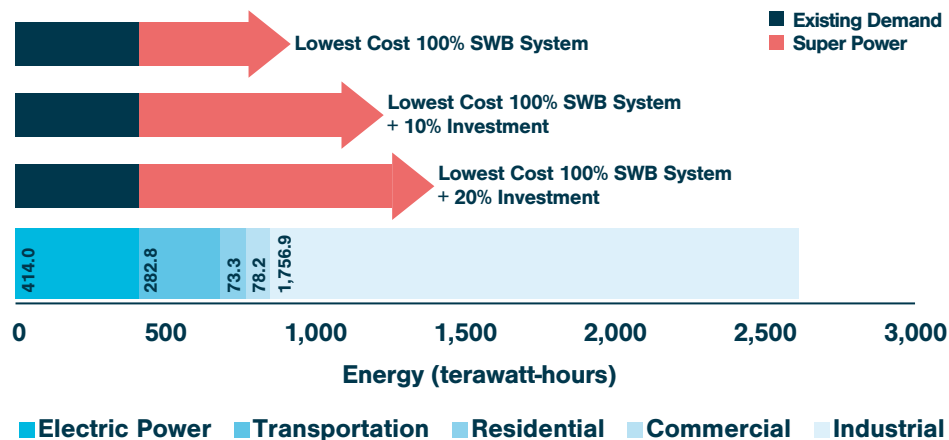 Existing Demand
Super Power
Lowest Cost 100% SWB System
Lowest Cost 100% SWB System
+ 10% Investment
Lowest Cost 100% SWB System
+ 20% Investment
414.0
282.8
73.3
78.2
1,756.9
0 500 1,000 1,500 2,000 2,500 3,000
Energy (terawatt-hours)
Electric Power Transportation Residential Commercial Industrial